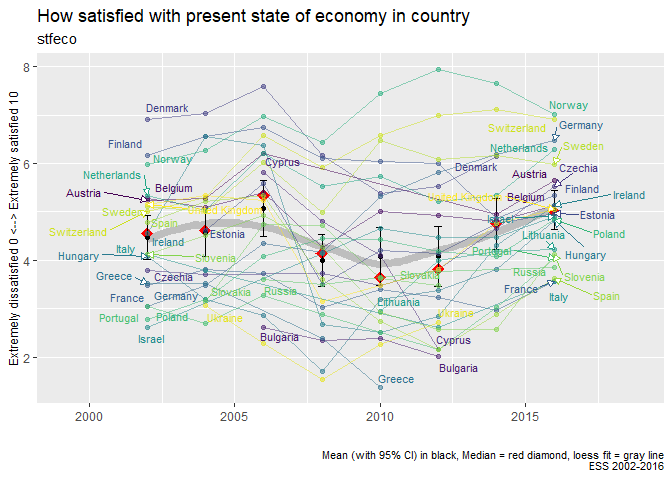 How satisfied with present state of economy in country
stfeco
Extremely dissatisfied 0 <--> Extremely satisfied 10
8
6
4
2
Denmark
Finland
Norway
Netherlands
Austria
Belgium
Sweden
Spain
Switzerland
United Kingdom
Estonia
Ireland
Italy
Hungary
Slovenia
Greece
Czechia
France
Germany
Slovakia
Russia
Portugal
Poland
Ukraine
Israel
Bulgaria
Cyprus
Greece
Lithuania
Slovakia
Ukraine
Cyprus
Bulgaria
Denmark
United Kingdom
Portugal
Israel
Norway
Switzerland
Germany
Netherlands
Sweden
Austria
Czechia
Finland
Belgium
Ireland
Estonia
Lithuania
Poland
Hungary
Russia
Slovenia
France
Italy
Spain
2000
2005
2010
2015
Mean (with 95% CI) in black, Median = red diamond, loess fit = gray line
ESS 2002-2016